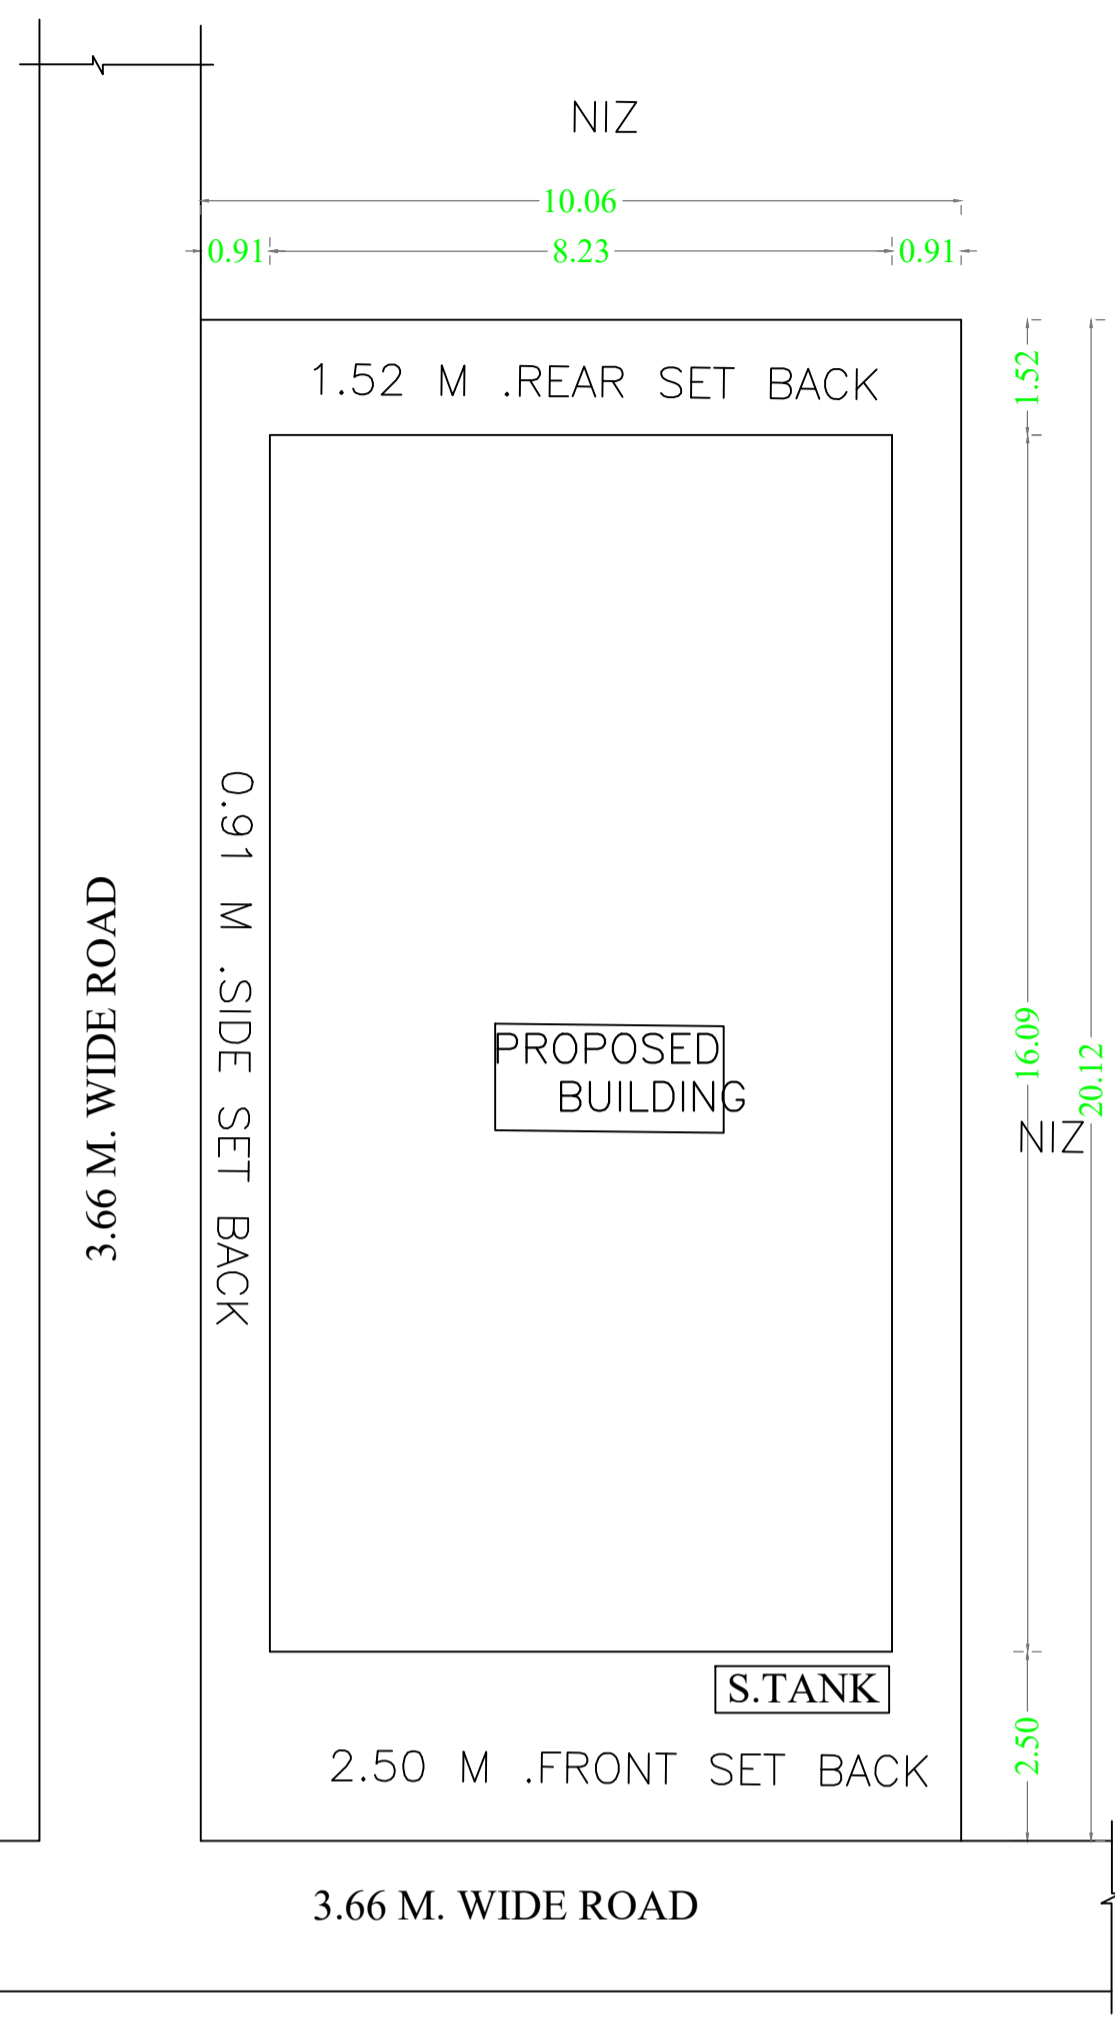 NIZ
10.06
0.91
8.23
0.91
1.52 M .REAR SET BACK
1.52
0.91 M .SIDE SET BACK
3.66 M. WIDE ROAD
PROPOSED
BUILDING
16.09
20.12
NIZ
S.TANK
2.50 M .FRONT SET BACK
2.50
3.66 M. WIDE ROAD